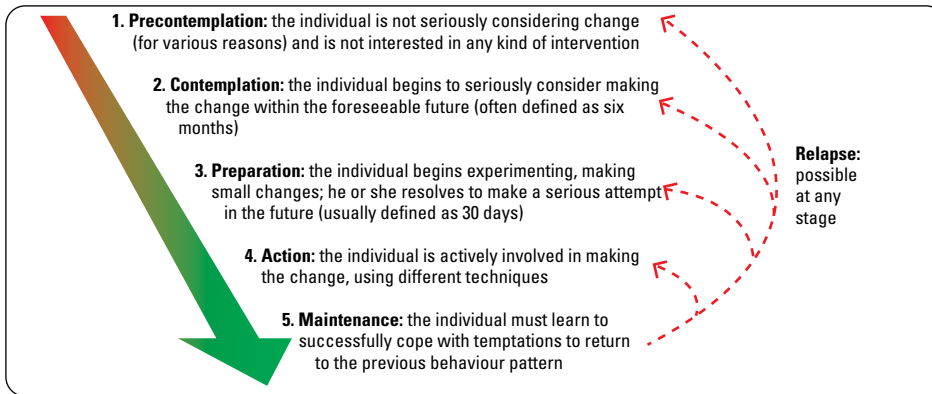 1. Precontemplation: the individual is not seriously considering change
(for various reasons) and is not interested in any kind of intervention
2. Contemplation: the individual begins to seriously consider making
the change within the foreseeable future (often defined as six
months)
3. Preparation: the individual begins experimenting, making
small changes; he or she resolves to make a serious attempt
in the future (usually defined as 30 days)
4. Action: the individual is actively involved in making
the change, using different techniques
5. Maintenance: the individual must learn to
successfully cope with temptations to return
to the previous behaviour pattern
Relapse:
possible
at any
stage